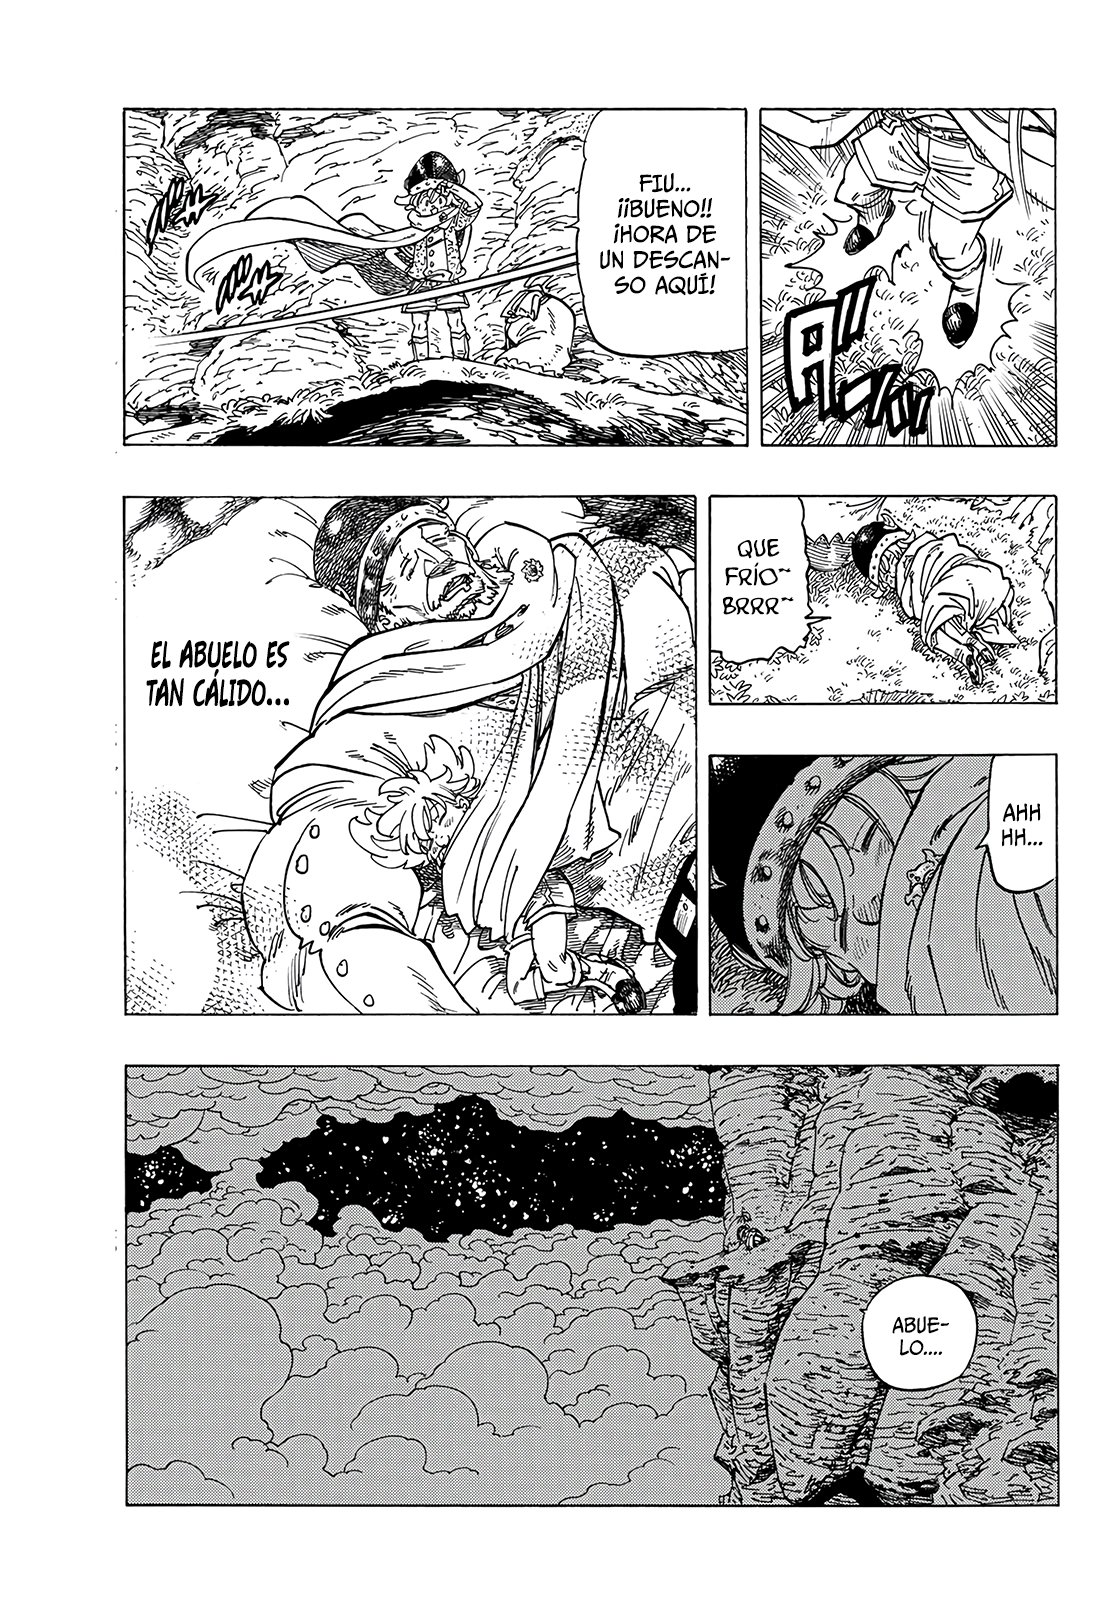 FIU...
¡¡BUENO!!
¡HORA DE
UN DESCAN-
SO AQUÍ!
QUE
FRÍO~
BRRR~
EL ABUELO ES
TAN CÁLIDO...
AHH
HH...
ABUE-
LO....